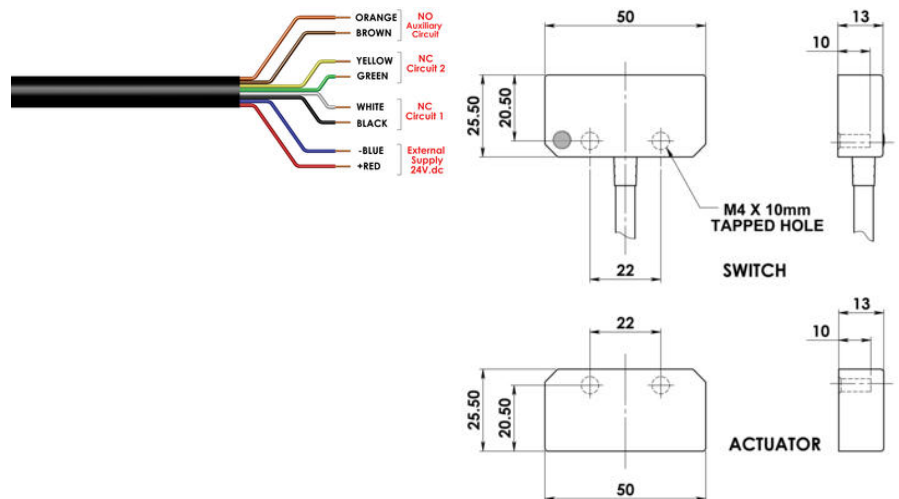 ORANGE
BROWN
NO
Auxiliary
Circuit
YELLOW
GREEN
NC
Circuit 2
WHITE
BLACK
NC
Circuit 1
-BLUE
+RED
External
Supply
24V.dc
50
25.50
20.50
M4 X 10mm
TAPPED HOLE
22
SWITCH
13
10
22
25.50
20.50
50
ACTUATOR
13
10